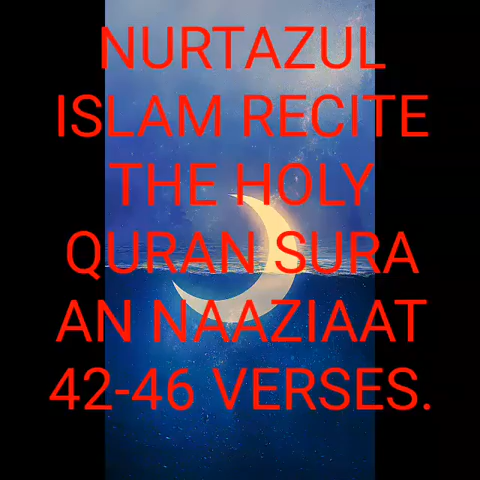 NURTAZUL
ISLAM RECITE
THE HOLY
QURAN SURA
AN NAAZIAAT
42-46 VERSES.